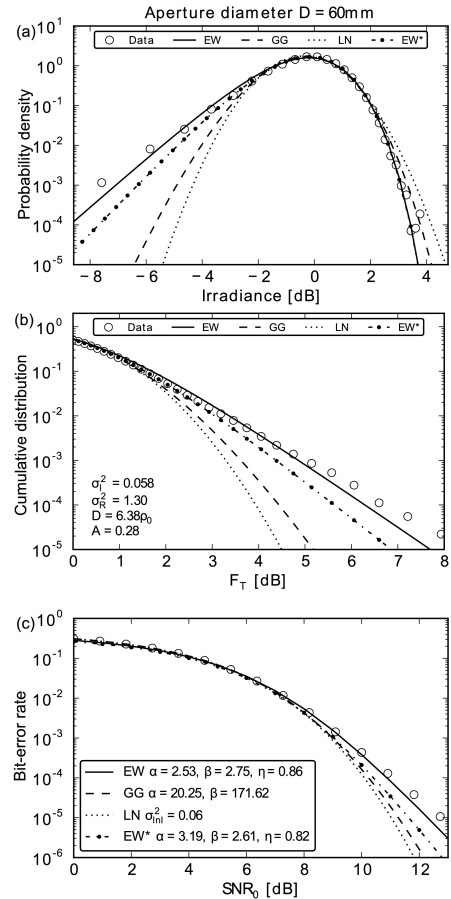 Aperture diameter D = 60mm
(a)
Data EW GG LN EW*
10^1
10^0
10^-1
10^-2
10^-3
10^-4
10^-5
Probability density
−8 −6 −4 −2 0 2 4
Irradiance [dB]
(b)
Data EW GG LN EW*
10^0
10^-1
10^-2
10^-3
10^-4
10^-5
Cumulative distribution
σ_I^2 = 0.058
σ_R^2 = 1.30
D = 6.38ρ_0
A = 0.28
0 1 2 3 4 5 6 7 8
F_T [dB]
(c)
10^0
10^-1
10^-2
10^-3
10^-4
10^-5
10^-6
Bit-error rate
EW α = 2.53, β = 2.75, η = 0.86
GG α = 20.25, β = 171.62
LN σ_lnI^2 = 0.06
EW* α = 3.19, β = 2.61, η = 0.82
0 2 4 6 8 10 12
SNR_0 [dB]